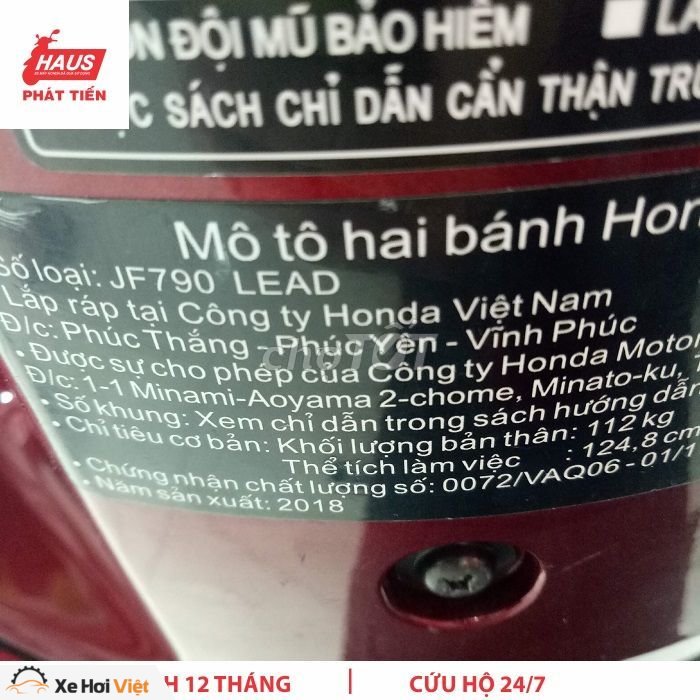 HAUS
PHÁT TIẾN
ĐỘI MŨ BẢO HIỂM
SÁCH CHỈ DẪN CẨN THẬN
Mô tô hai bánh
Số loại: JF790 LEAD
Lắp ráp tại Công ty Honda Việt Nam
Đ/c: Phúc Thắng - Phúc Yên - Vĩnh Phúc
• Được sự cho phép của Công ty Honda Motor
Đ/c: 1-1 Minami-Aoyama 2-chome, Minato-ku,
• Số khung: Xem chỉ dẫn trong sách hướng dẫn
• Chỉ tiêu cơ bản: Khối lượng bản thân: 112 kg
Thể tích làm việc : 124,8 cm
• Chứng nhận chất lượng số: 0072/VAQ06 - 01/1
• Năm sản xuất: 2018
chợTỐT
Xe Hơi Việt
12 THÁNG | CỨU HỘ 24/7